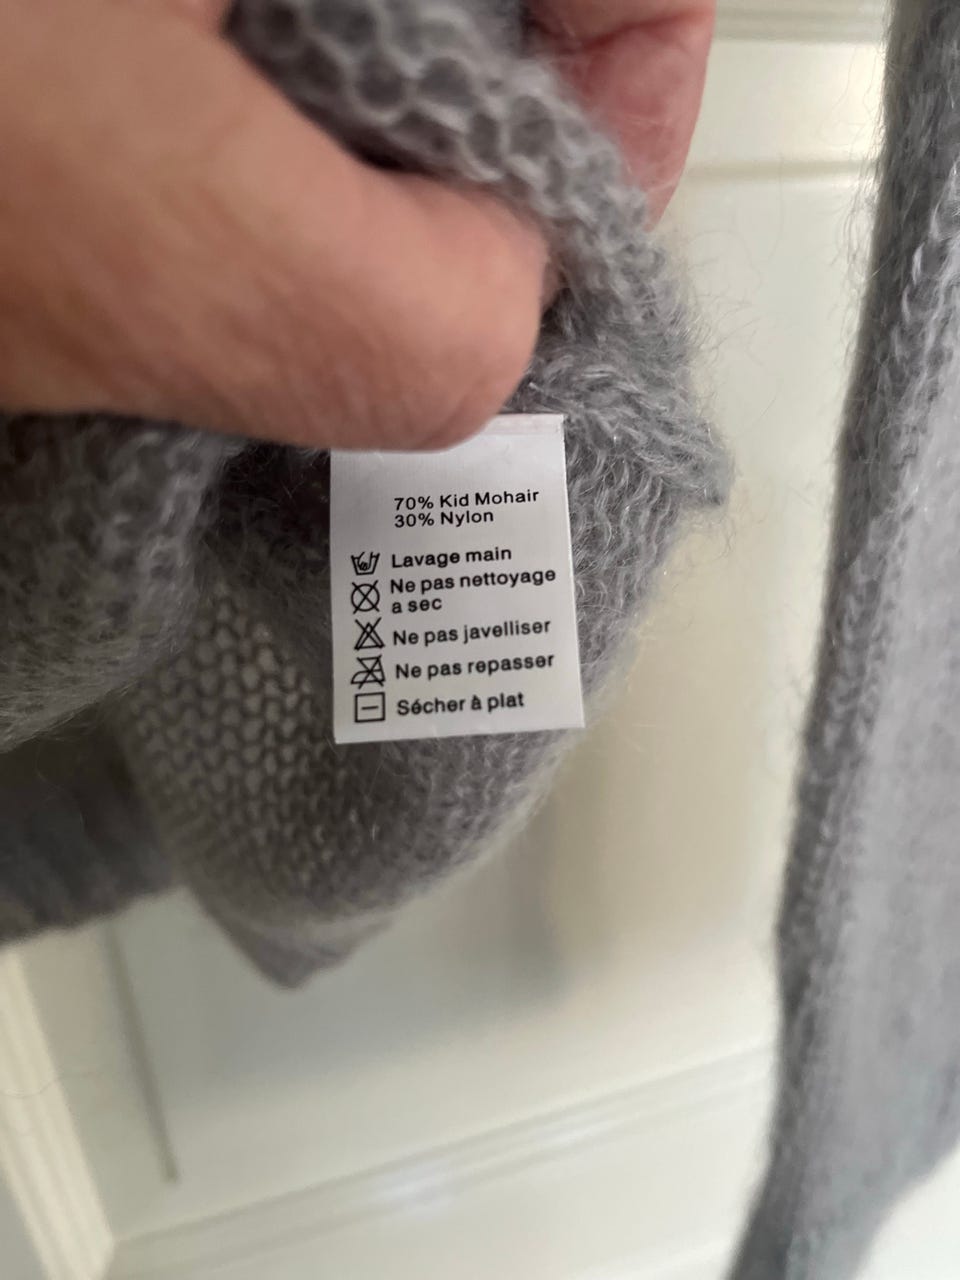 70% Kid Mohair
30% Nylon
Lavage main
Ne pas nettoyage
a sec
Ne pas javelliser
Ne pas repasser
Sécher à plat